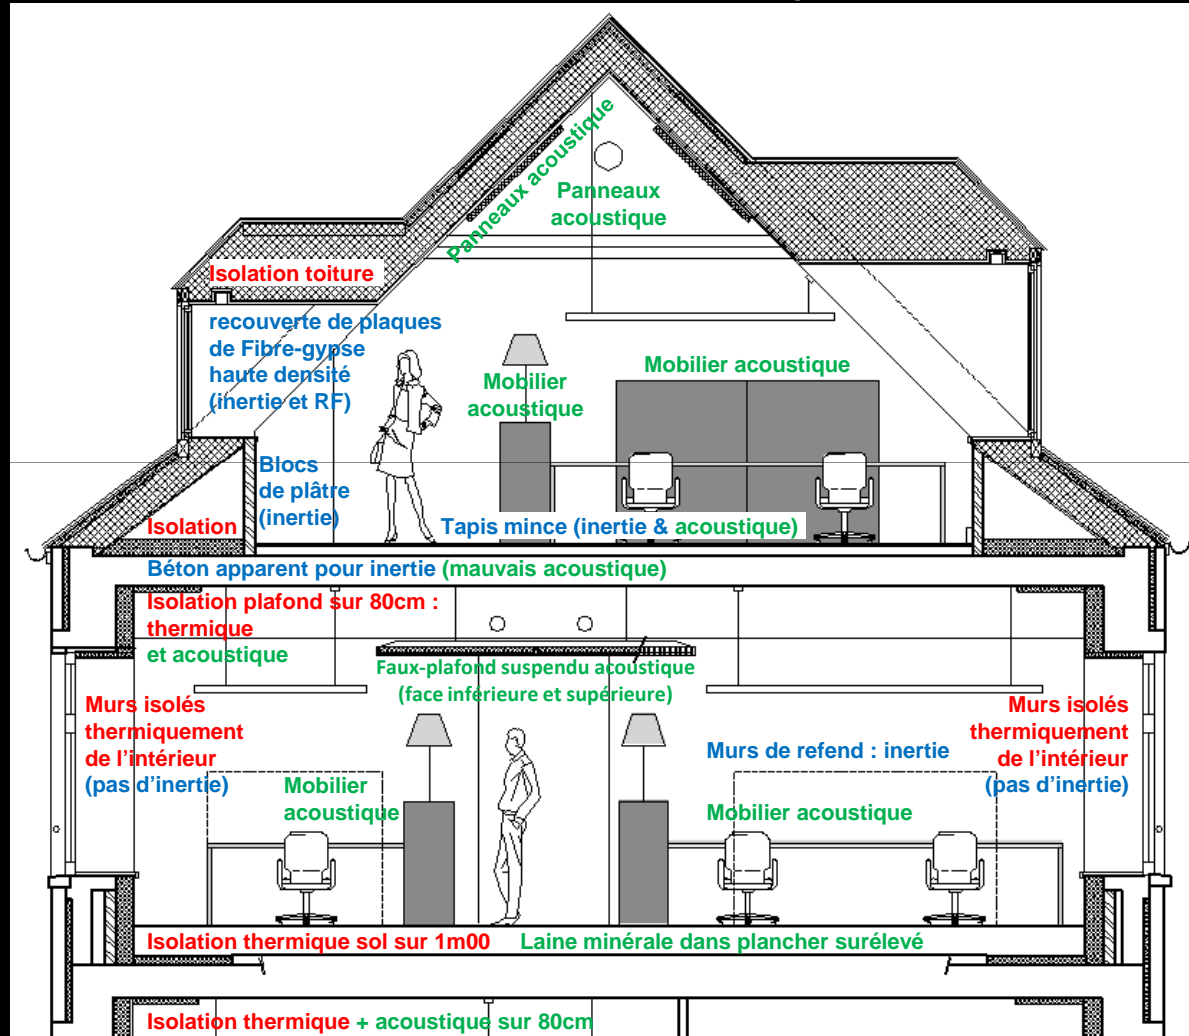 Panneaux acoustique
Panneaux
acoustique
Isolation toiture
recouverte de plaques
de Fibre-gypse
haute densité
(inertie et RF)
Mobilier
acoustique
Mobilier acoustique
Blocs
de plâtre
(inertie)
Isolation
Tapis mince (inertie & acoustique)
Béton apparent pour inertie (mauvais acoustique)
Isolation plafond sur 80cm :
thermique
et acoustique
Faux-plafond suspendu acoustique
(face inférieure et supérieure)
Murs isolés
thermiquement
de l’intérieur
(pas d’inertie)
Murs isolés
thermiquement
de l’intérieur
(pas d’inertie)
Murs de refend : inertie
Mobilier
acoustique
Mobilier acoustique
Isolation thermique sol sur 1m00
Laine minérale dans plancher surélevé
Isolation thermique + acoustique sur 80cm